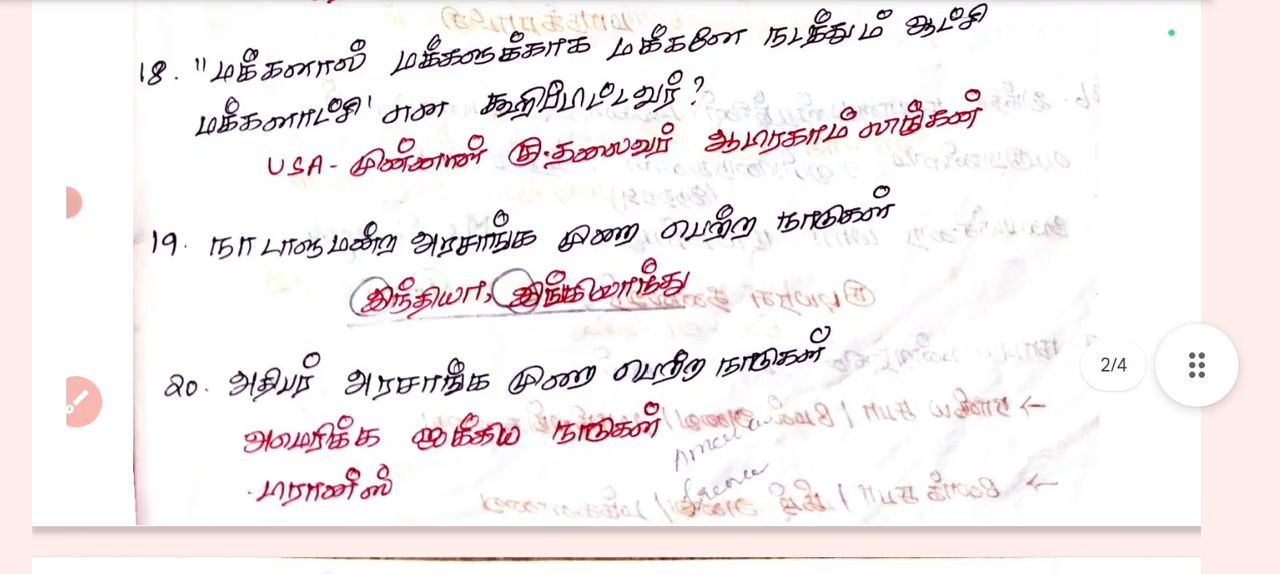 18. "மக்களால் மக்களுக்காக மக்களே நடத்தும் ஆட்சி
மக்களாட்சி" என கூறிப்பிட்டவர்?
USA - முன்னாள் கு.தலைவர் ஆபிரகாம் லிங்கன்
19. நாடாளுமன்ற அரசாங்க முறை பெற்ற நாடுகள்
இந்தியா, இங்கிலாந்து
20. அதிபர் அரசாங்க முறை பெற்ற நாடுகள்
அமெரிக்க ஐக்கிய நாடுகள்
பிரான்ஸ்
2/4